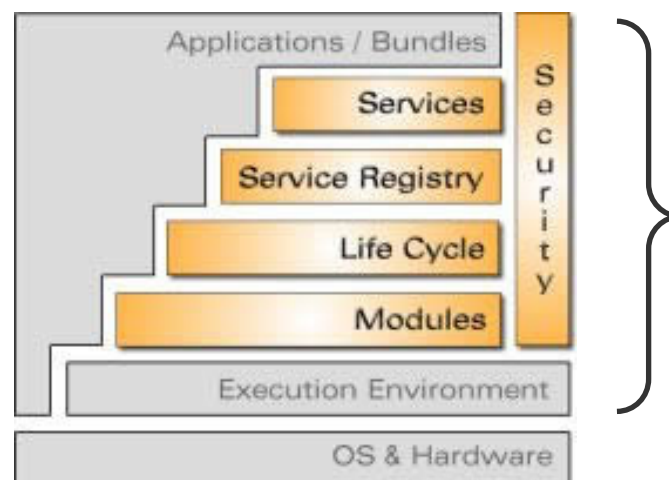 Applications / Bundles
Services
Service Registry
Life Cycle
Modules
Execution Environment
OS & Hardware
Security